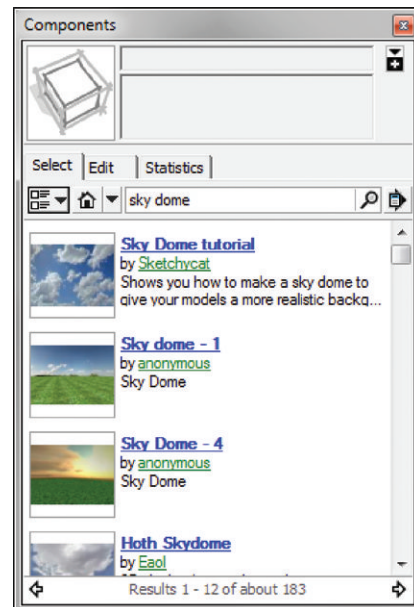 Components
Select Edit Statistics
sky dome
Sky Dome tutorial
by Sketchycat
Shows you how to make a sky dome to
give your models a more realistic backg...
Sky dome - 1
by anonymous
Sky Dome
Sky Dome - 4
by anonymous
Sky Dome
Hoth Skydome
by Eaol
Results 1 - 12 of about 183